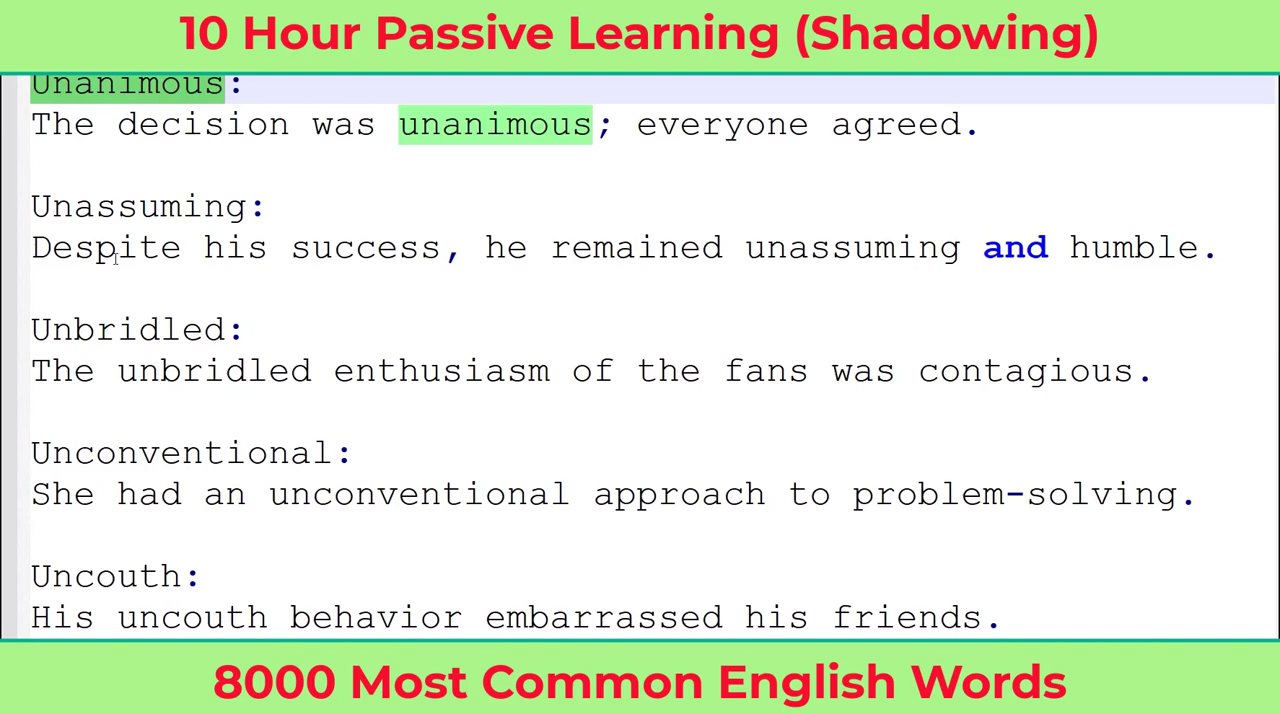 10 Hour Passive Learning (Shadowing)
Unanimous:
The decision was unanimous; everyone agreed.
Unassuming:
Despite his success, he remained unassuming and humble.
Unbridled:
The unbridled enthusiasm of the fans was contagious.
Unconventional:
She had an unconventional approach to problem-solving.
Uncouth:
His uncouth behavior embarrassed his friends.
8000 Most Common English Words